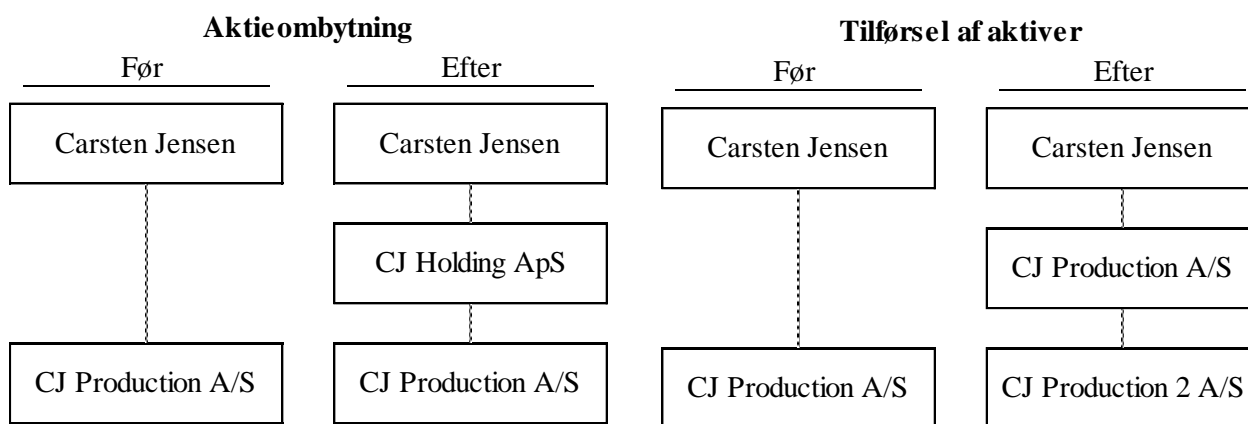 Aktieombytning
Før
Efter
Carsten Jensen
Carsten Jensen
CJ Holding ApS
CJ Production A/S
CJ Production A/S
Tilførsel af aktiver
Før
Efter
Carsten Jensen
Carsten Jensen
CJ Production A/S
CJ Production A/S
CJ Production 2 A/S